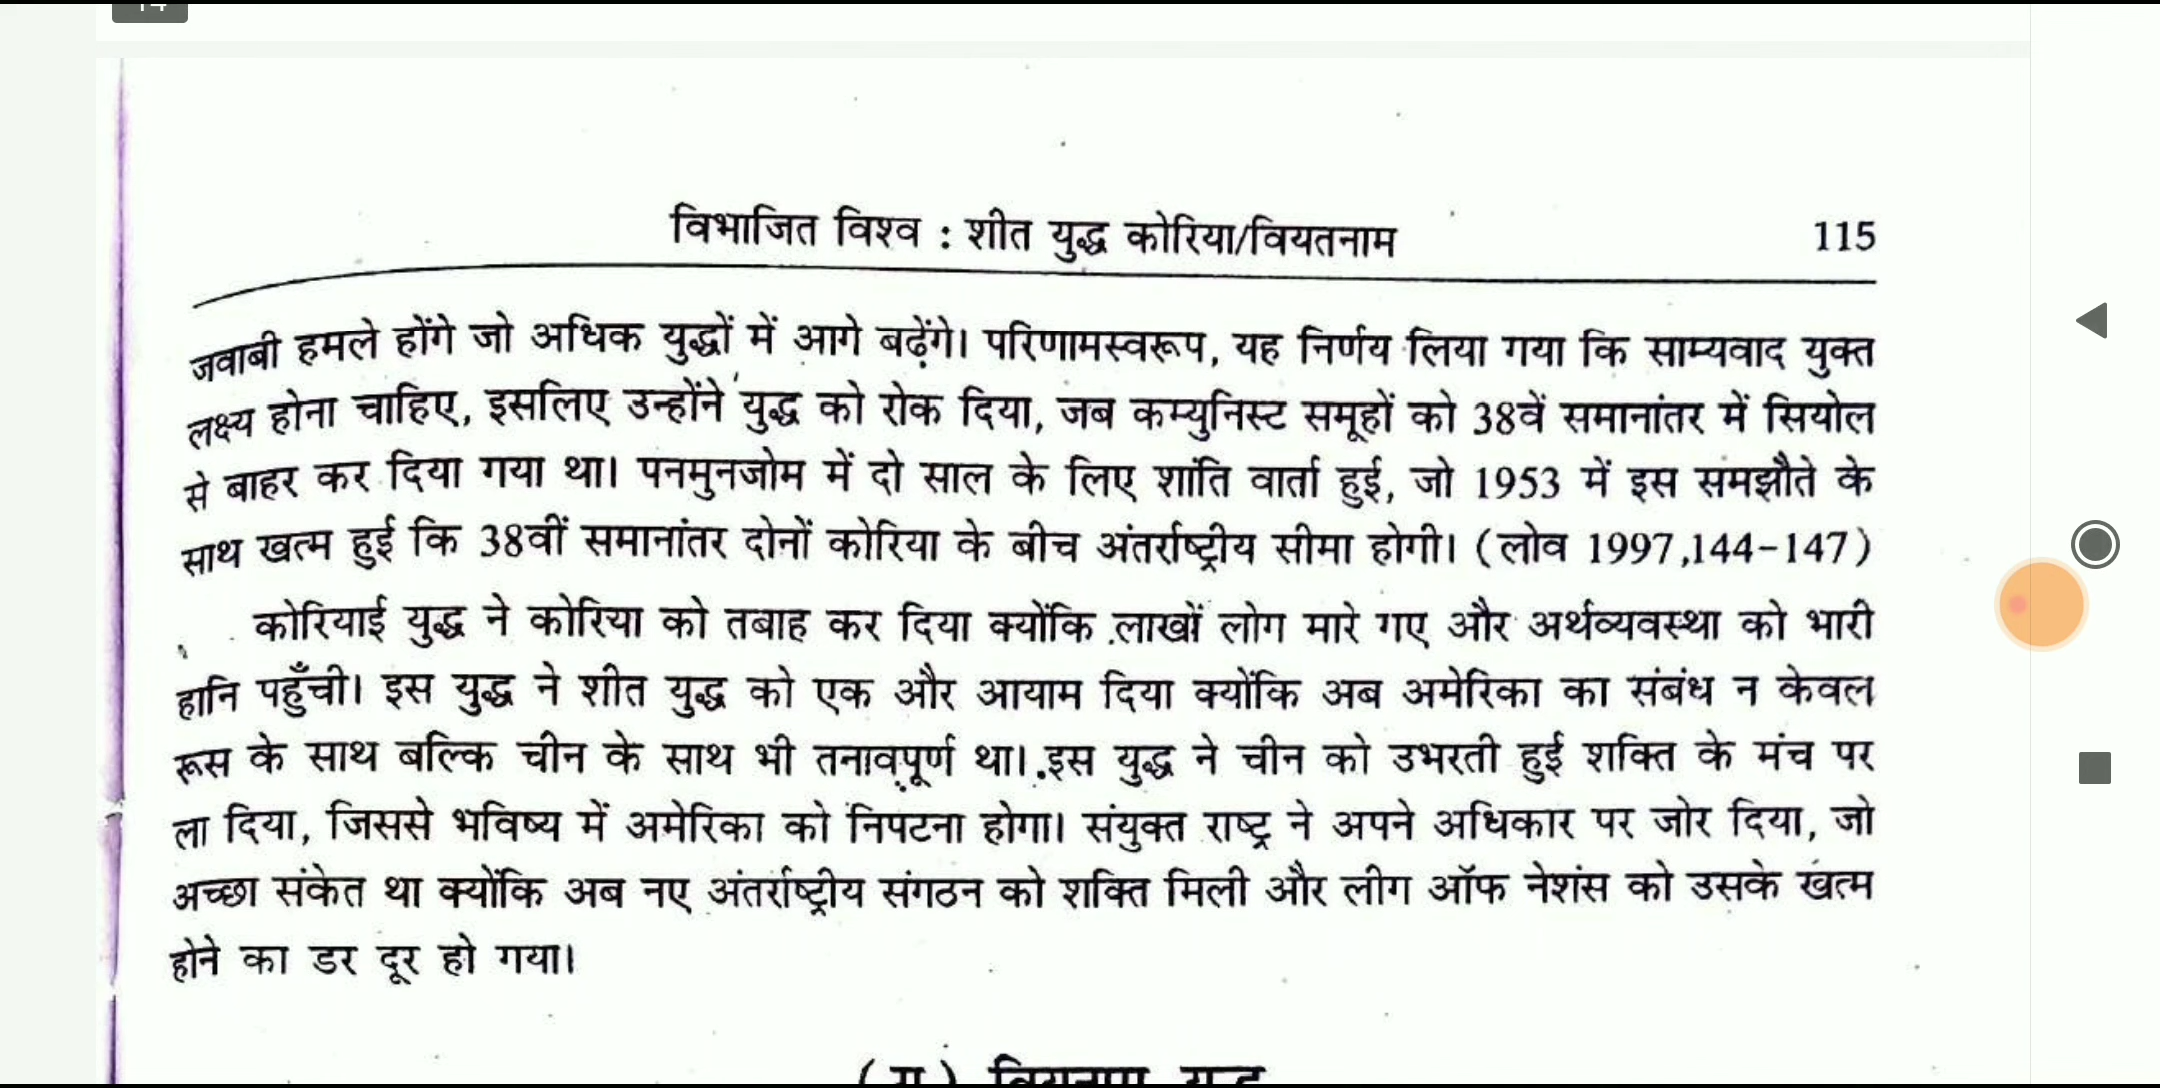 विभाजित विश्व : शीत युद्ध कोरिया/वियतनाम 115
जवाबी हमले होंगे जो अधिक युद्धों में आगे बढ़ेंगे। परिणामस्वरूप, यह निर्णय लिया गया कि साम्यवाद युक्त
लक्ष्य होना चाहिए, इसलिए उन्होंने युद्ध को रोक दिया, जब कम्युनिस्ट समूहों को 38वें समानांतर में सियोल
से बाहर कर दिया गया था। पनमुनजोम में दो साल के लिए शांति वार्ता हुई, जो 1953 में इस समझौते के
साथ खत्म हुई कि 38वीं समानांतर दोनों कोरिया के बीच अंतर्राष्ट्रीय सीमा होगी। (लोव 1997,144-147)
कोरियाई युद्ध ने कोरिया को तबाह कर दिया क्योंकि लाखों लोग मारे गए और अर्थव्यवस्था को भारी
हानि पहुँची। इस युद्ध ने शीत युद्ध को एक और आयाम दिया क्योंकि अब अमेरिका का संबंध न केवल
रूस के साथ बल्कि चीन के साथ भी तनावपूर्ण था। इस युद्ध ने चीन को उभरती हुई शक्ति के मंच पर
ला दिया, जिससे भविष्य में अमेरिका को निपटना होगा। संयुक्त राष्ट्र ने अपने अधिकार पर जोर दिया, जो
अच्छा संकेत था क्योंकि अब नए अंतर्राष्ट्रीय संगठन को शक्ति मिली और लीग ऑफ नेशंस को उसके खत्म
होने का डर दूर हो गया।